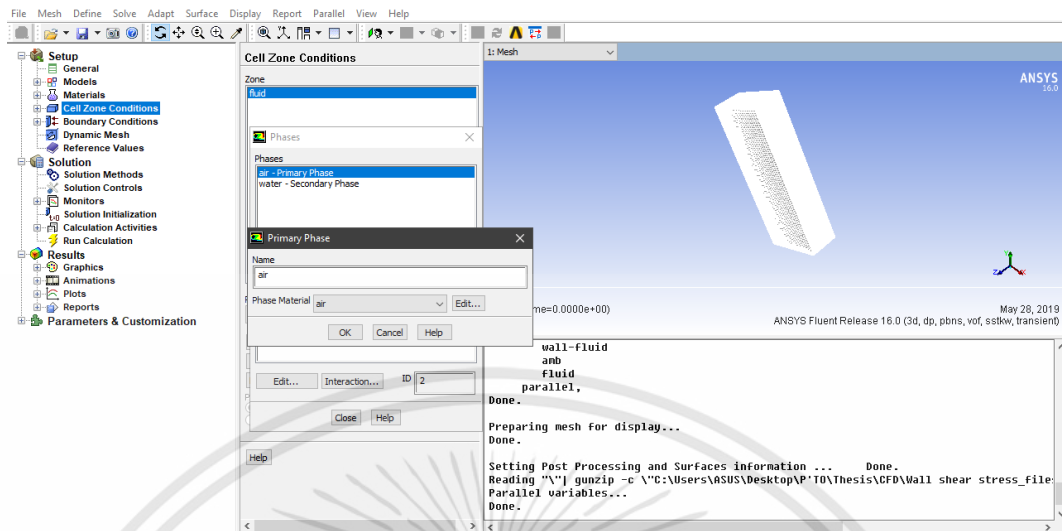 File Mesh Define Solve Adapt Surface Display Report Parallel View Help
Setup
General
Models
Materials
Cell Zone Conditions
Boundary Conditions
Dynamic Mesh
Reference Values
Solution
Solution Methods
Solution Controls
Monitors
Solution Initialization
Calculation Activities
Run Calculation
Results
Graphics
Animations
Plots
Reports
Parameters & Customization
Cell Zone Conditions
Zone
fluid
Phases
Phases
air - Primary Phase
water - Secondary Phase
Primary Phase
Name
air
Phase Material air Edit...
OK Cancel Help
Edit... Interaction... ID 2
Close Help
Help
1: Mesh
ANSYS
16.0
me=0.0000e+00)
May 28, 2019
ANSYS Fluent Release 16.0 (3d, dp, pbns, vof, sstkw, transient)
wall-fluid
amb
fluid
parallel,
Done.
Preparing mesh for display...
Done.
Setting Post Processing and Surfaces information ... Done.
Reading "\"| gunzip -c \"C:\Users\ASUS\Desktop\P'TO\Thesis\CFD\Wall shear stress_file
Parallel variables...
Done.